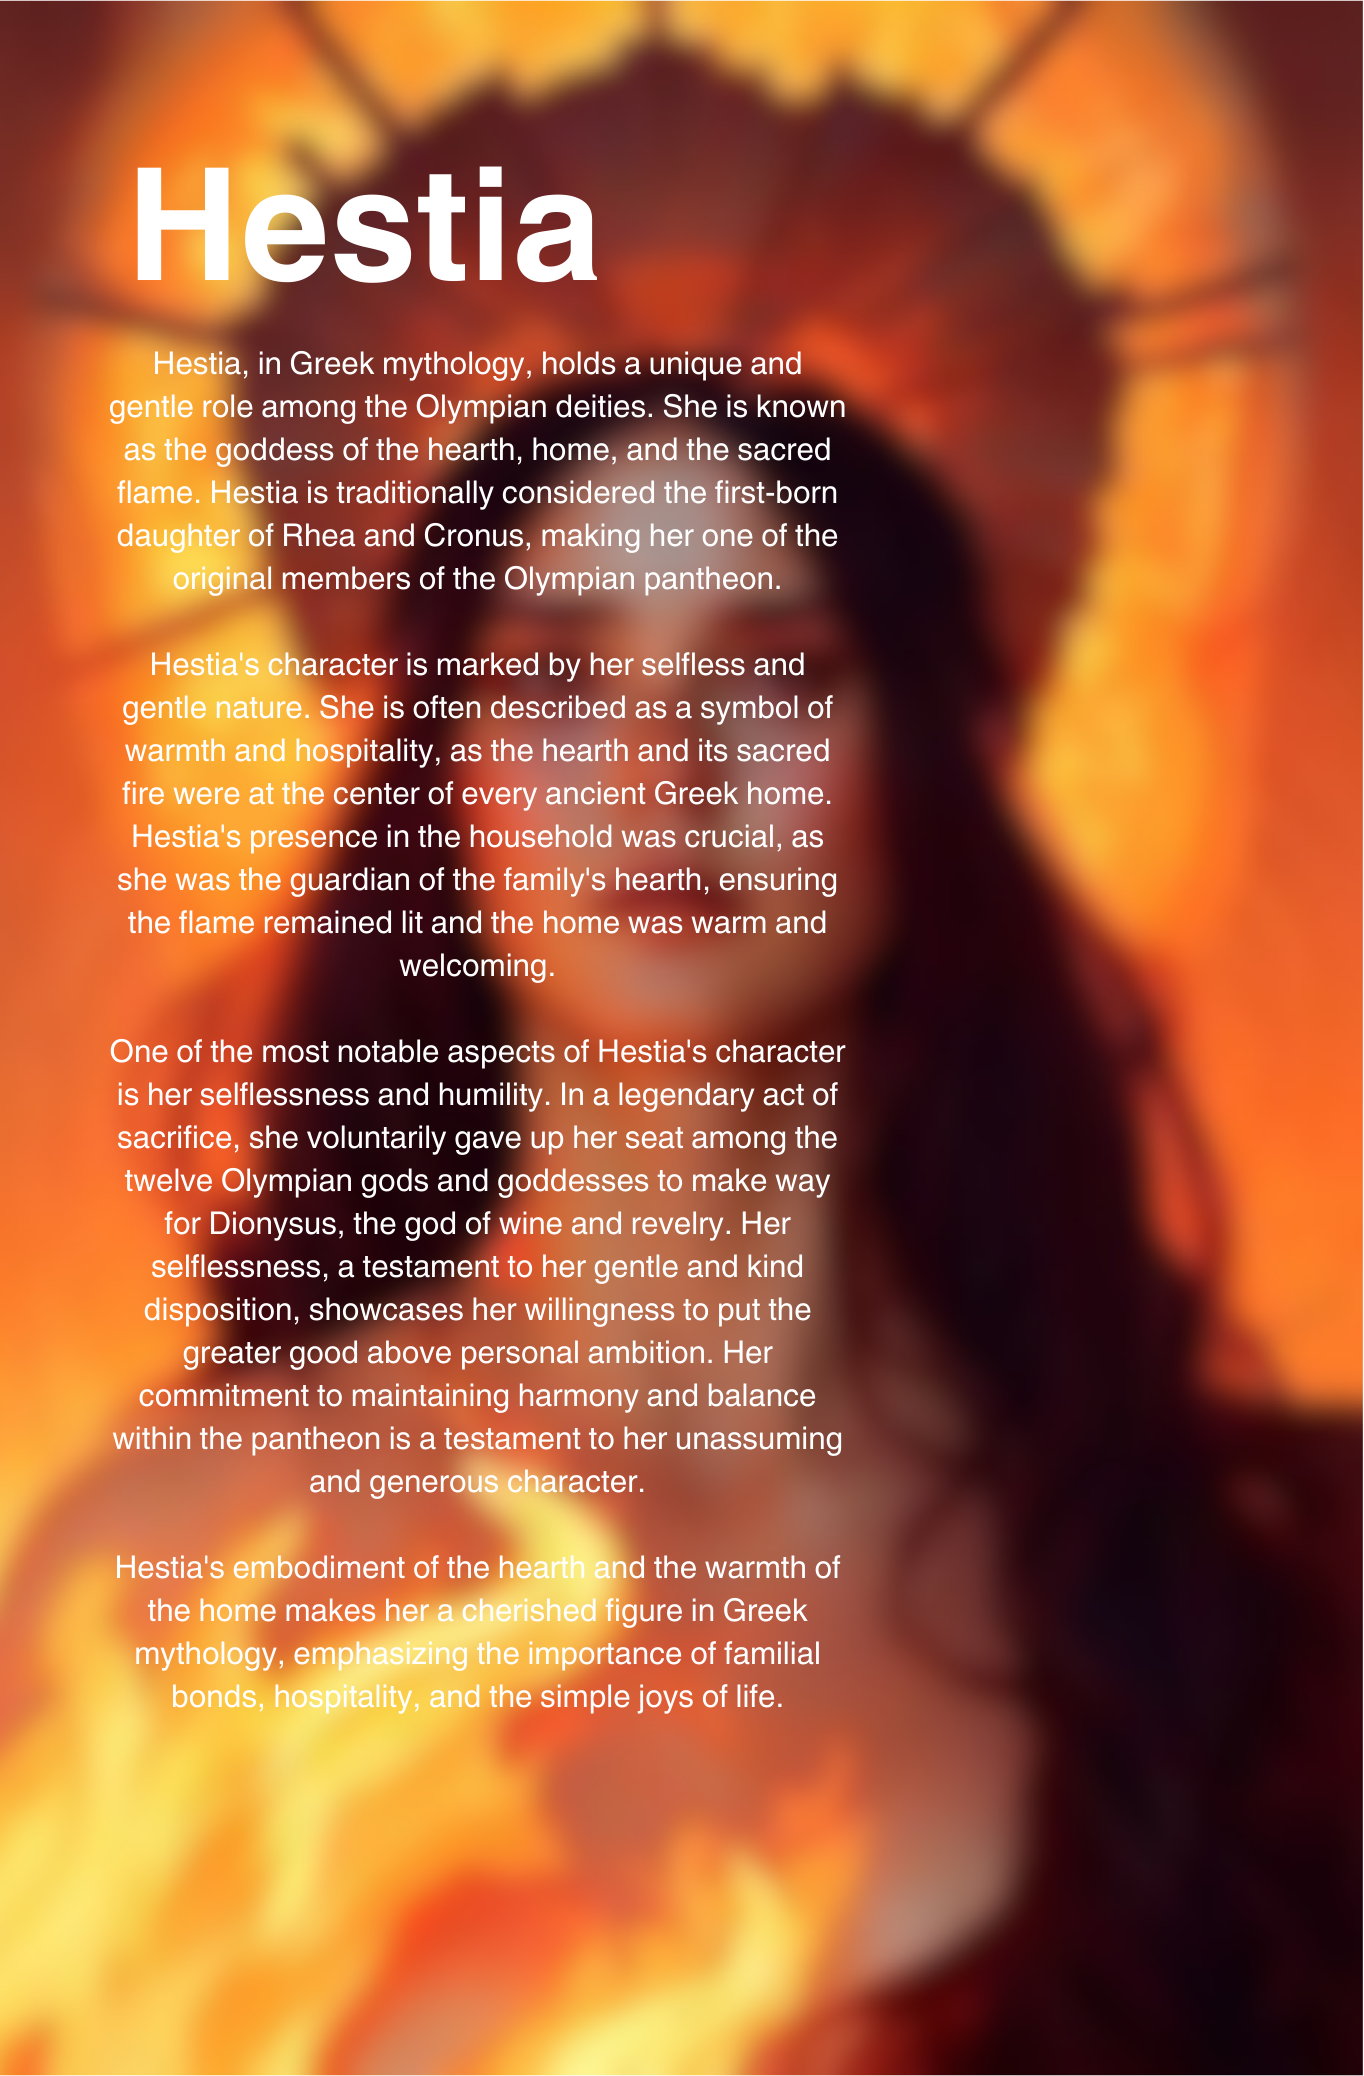 Hestia
Hestia, in Greek mythology, holds a unique and
gentle role among the Olympian deities. She is known
as the goddess of the hearth, home, and the sacred
flame. Hestia is traditionally considered the first-born
daughter of Rhea and Cronus, making her one of the
original members of the Olympian pantheon.
Hestia's character is marked by her selfless and
gentle nature. She is often described as a symbol of
warmth and hospitality, as the hearth and its sacred
fire were at the center of every ancient Greek home.
Hestia's presence in the household was crucial, as
she was the guardian of the family's hearth, ensuring
the flame remained lit and the home was warm and
welcoming.
One of the most notable aspects of Hestia's character
is her selflessness and humility. In a legendary act of
sacrifice, she voluntarily gave up her seat among the
twelve Olympian gods and goddesses to make way
for Dionysus, the god of wine and revelry. Her
selflessness, a testament to her gentle and kind
disposition, showcases her willingness to put the
greater good above personal ambition. Her
commitment to maintaining harmony and balance
within the pantheon is a testament to her unassuming
and generous character.
Hestia's embodiment of the hearth and the warmth of
the home makes her a cherished figure in Greek
mythology, emphasizing the importance of familial
bonds, hospitality, and the simple joys of life.